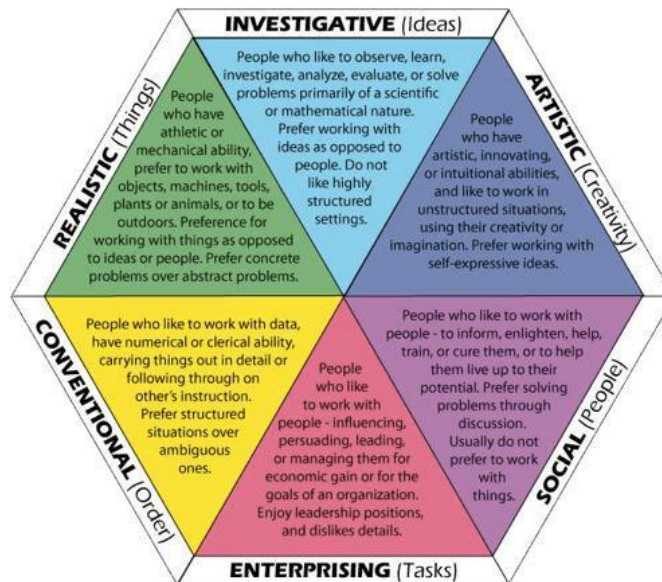 INVESTIGATIVE (Ideas)
People who like to observe, learn,
investigate, analyze, evaluate, or solve
problems primarily of a scientific
or mathematical nature.
Prefer working with
ideas as opposed to
people. Do not
like highly
structured
settings.
ARTISTIC (Creativity)
People
who have
artistic, innovating,
or intuitional abilities,
and like to work in
unstructured situations,
using their creativity or
imagination. Prefer working with
self-expressive ideas.
SOCIAL (People)
People who like to work with
people - to inform, enlighten, help,
train, or cure them, or to help
them live up to their
potential. Prefer solving
problems through
discussion.
Usually do not
prefer to work
with
things.
ENTERPRISING (Tasks)
People
who like
to work with
people - influencing,
persuading, leading,
or managing them for
economic gain or for the
goals of an organization.
Enjoy leadership positions,
and dislikes details.
CONVENTIONAL (Order)
People who like to work with data,
have numerical or clerical ability,
carrying things out in detail or
following through on
other's instruction.
Prefer structured
situations over
ambiguous
ones.
REALISTIC (Things)
People
who have
athletic or
mechanical ability,
prefer to work with
objects, machines, tools,
plants or animals, or to be
outdoors. Preference for
working with things as opposed
to ideas or people. Prefer concrete
problems over abstract problems.